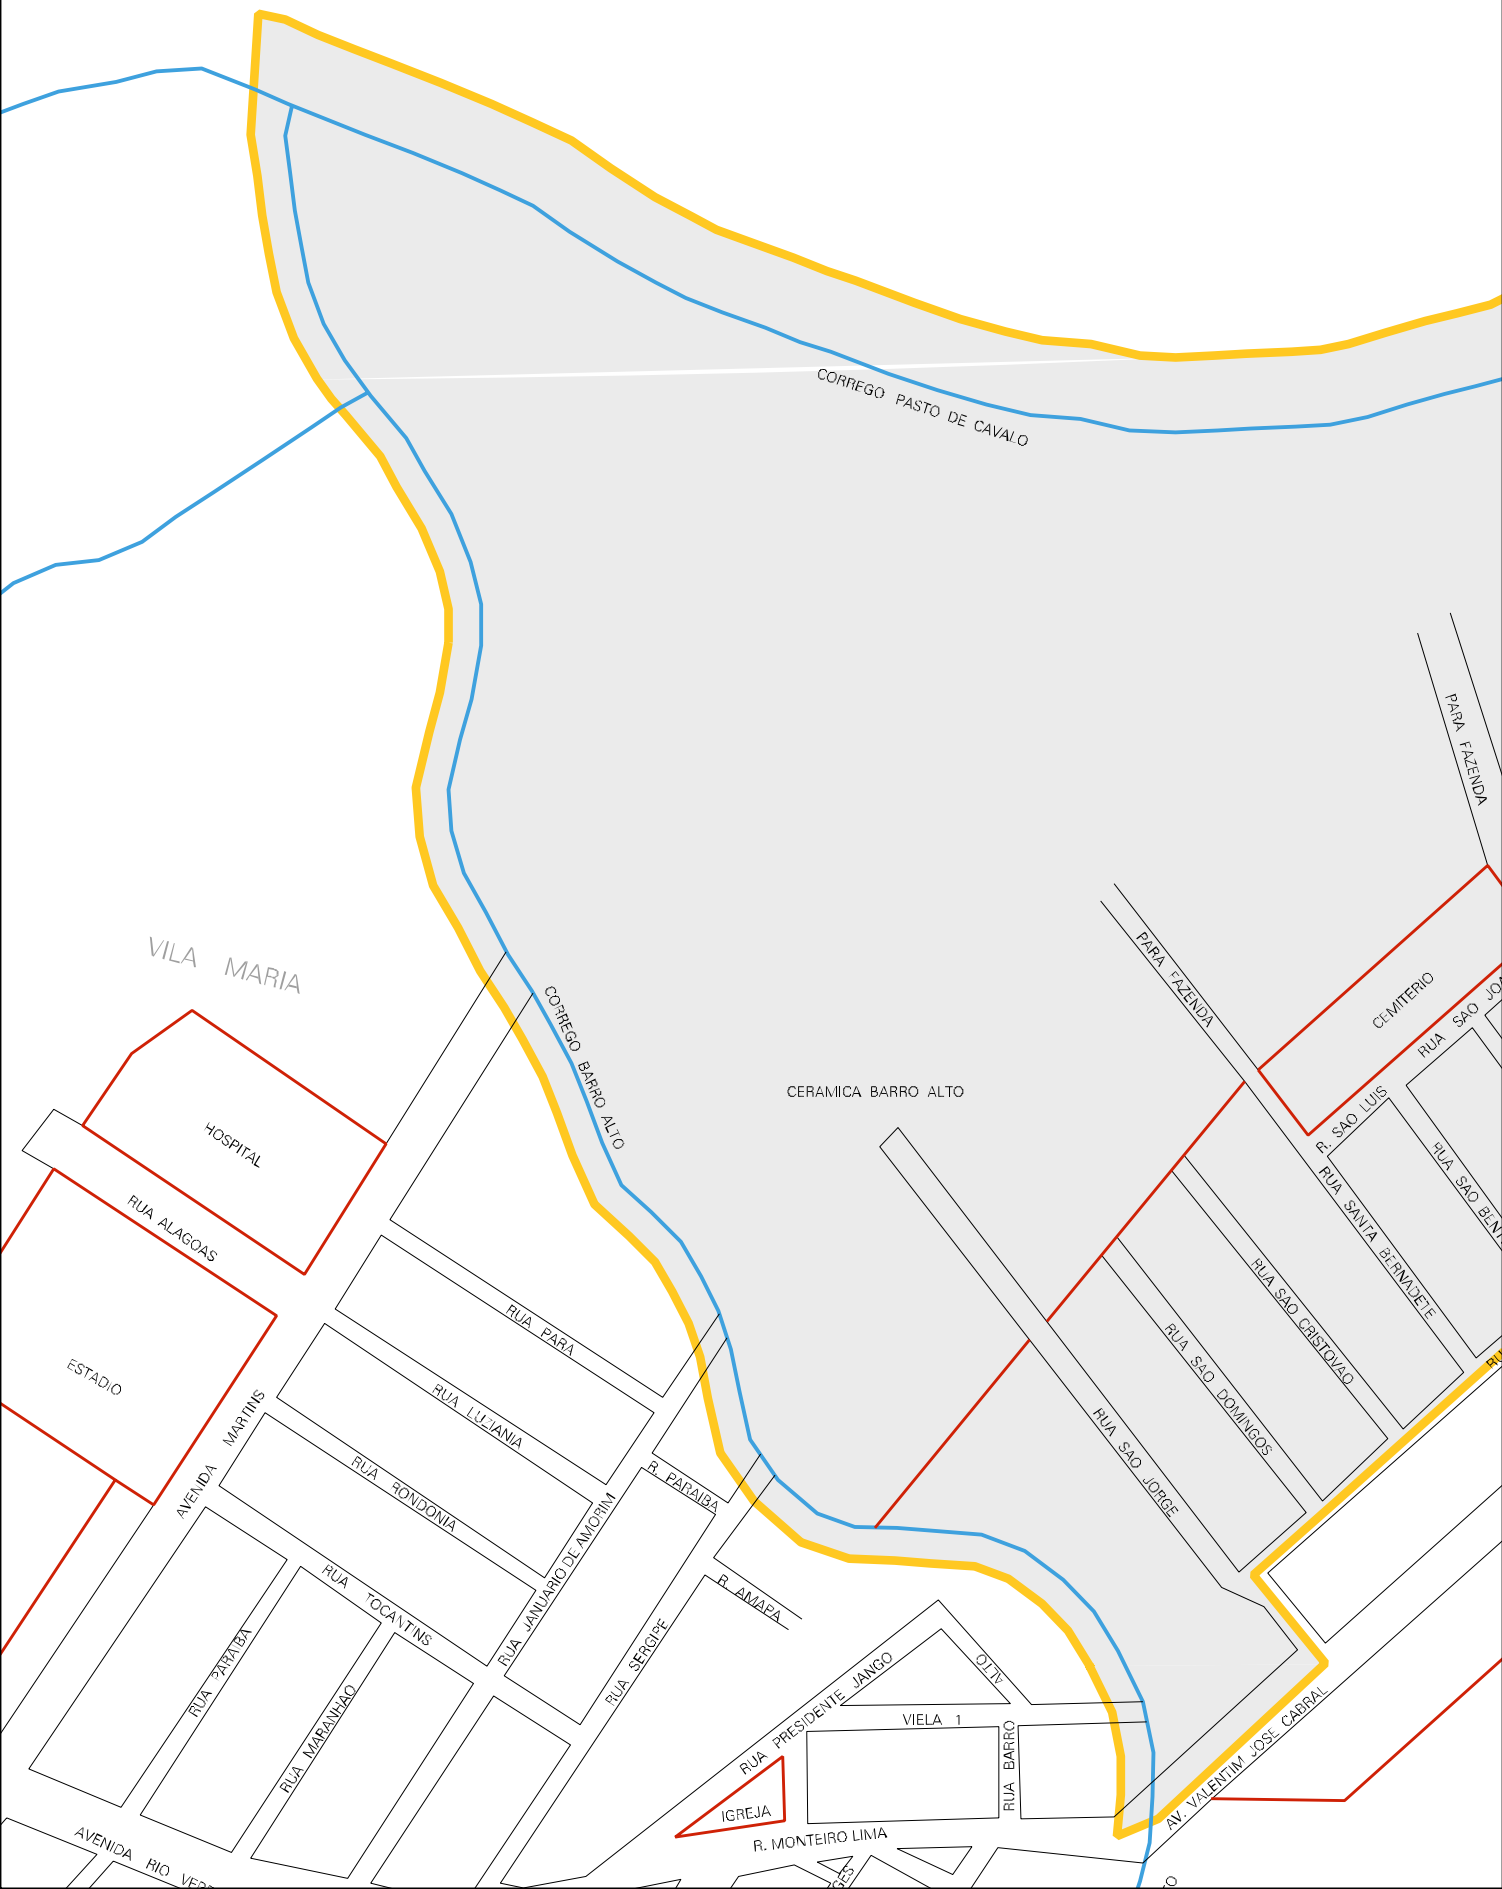 CORREGO PASTO DE CAVALO
PARA FAZENDA
VILA MARIA
PARA FAZENDA
CEMITERIO
RUA SAO
CORREGO BARRO ALTO
CERAMICA BARRO ALTO
HOSPITAL
R. SAO LUIS
RUA SAO
RUA ALAGOAS
RUA SANTA BERNADETE
RUA SAO CRISTOVAO
RUA PARA
RUA SAO DOMINGOS
ESTADIO
RUA LUZIANIA
AVENIDA MARTINS
RUA SAO JORGE
RUA RONDONIA
R. PARAIBA
RUA JANUARIO DE AMORIM
R. AMAPA
RUA TOCANTINS
RUA SERGIPE
RUA PARAIBA
RUA MARANHAO
RUA PRESIDENTE JANGO
ALTO
VIELA 1
RUA BARRO
AV. VALENTIM JOSE CABRAL
IGREJA
R. MONTEIRO LIMA
AVENIDA RIO